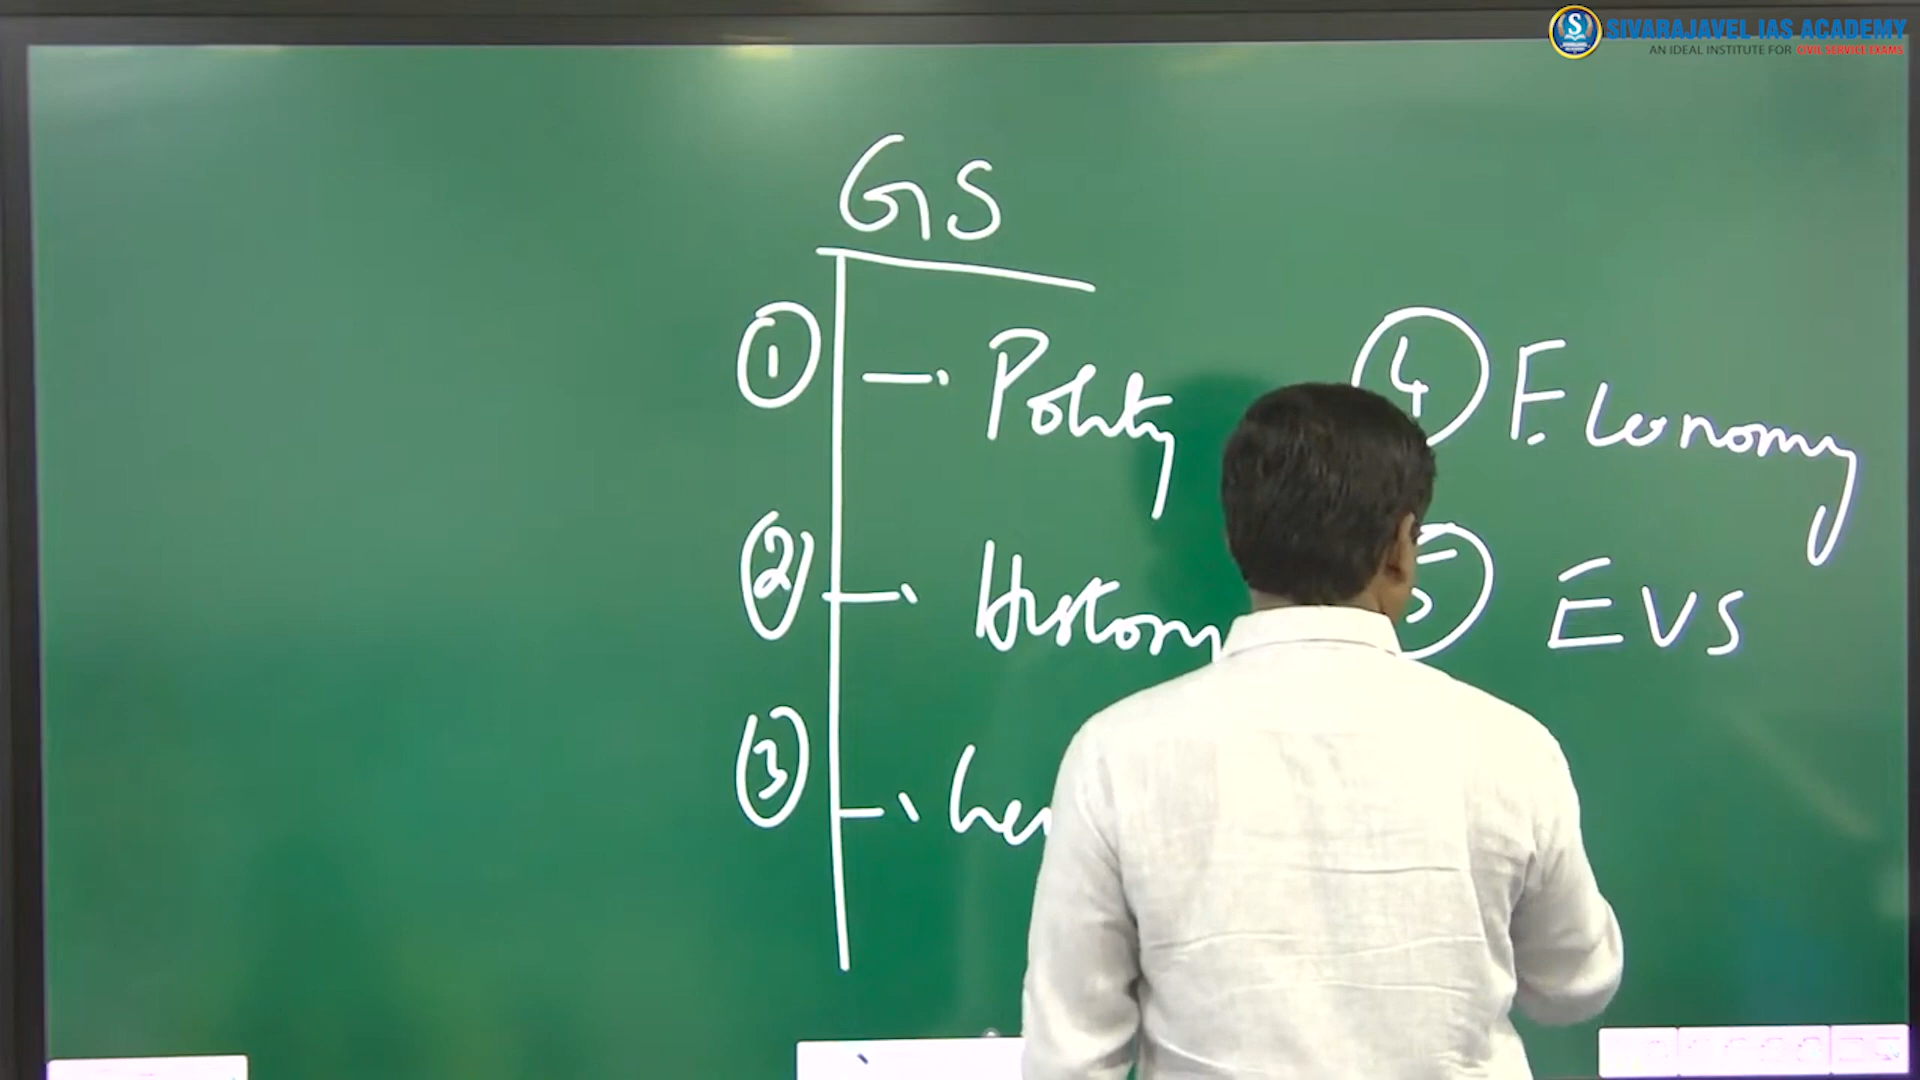 SIVARAJAVEL IAS ACADEMY
AN IDEAL INSTITUTE FOR CIVIL SERVICE EXAMS
GS
1 Polity
2 History
3
4 Economy
5 EVS